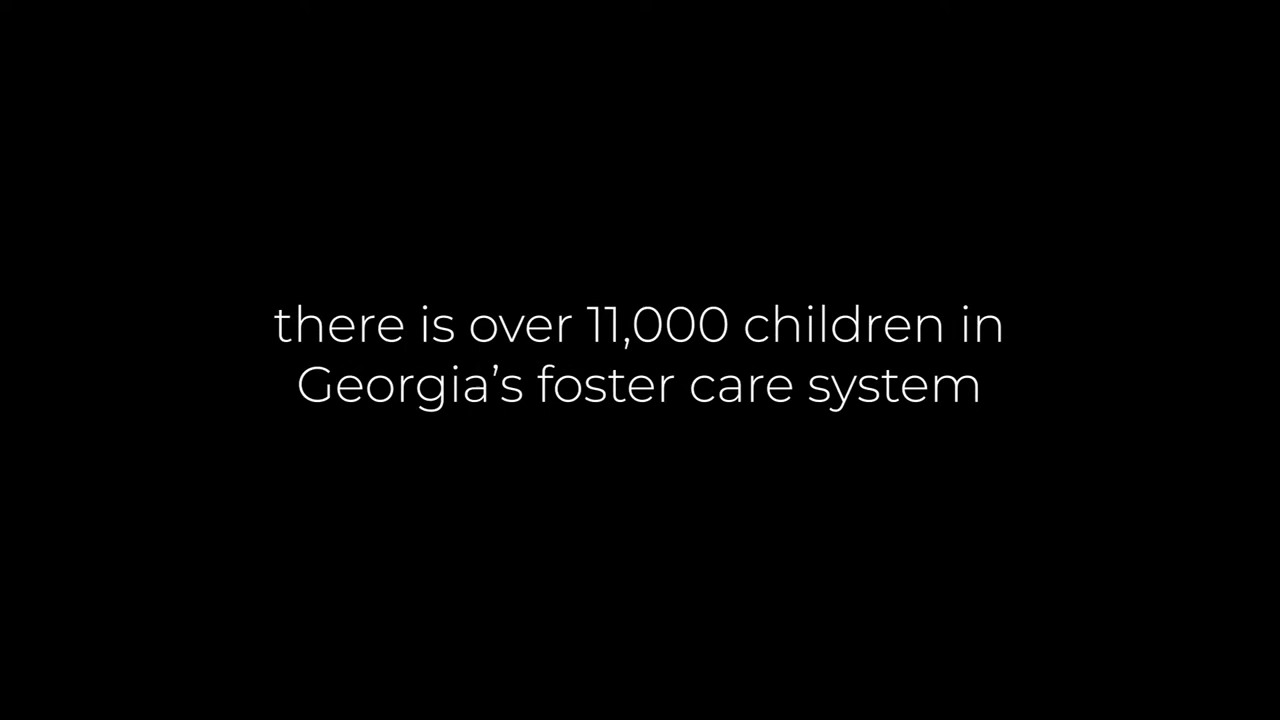 there is over 11,000 children in
Georgia’s foster care system